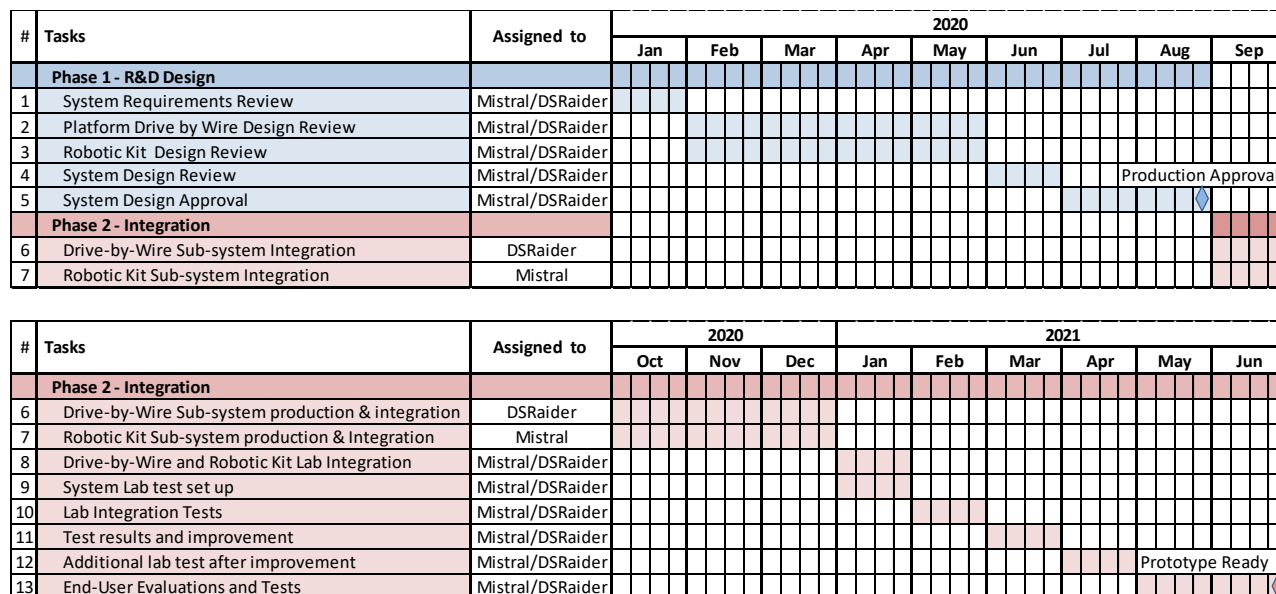 # Tasks Assigned to 2020
Jan Feb Mar Apr May Jun Jul Aug Sep
Phase 1 - R&D Design
1 System Requirements Review Mistral/DSRaider
2 Platform Drive by Wire Design Review Mistral/DSRaider
3 Robotic Kit Design Review Mistral/DSRaider
4 System Design Review Mistral/DSRaider Production Approval
5 System Design Approval Mistral/DSRaider
Phase 2 - Integration
6 Drive-by-Wire Sub-system Integration DSRaider
7 Robotic Kit Sub-system Integration Mistral
# Tasks Assigned to 2020 2021
Oct Nov Dec Jan Feb Mar Apr May Jun
Phase 2 - Integration
6 Drive-by-Wire Sub-system production & integration DSRaider
7 Robotic Kit Sub-system production & Integration Mistral
8 Drive-by-Wire and Robotic Kit Lab Integration Mistral/DSRaider
9 System Lab test set up Mistral/DSRaider
10 Lab Integration Tests Mistral/DSRaider
11 Test results and improvement Mistral/DSRaider
12 Additional lab test after improvement Mistral/DSRaider Prototype Ready
13 End-User Evaluations and Tests Mistral/DSRaider